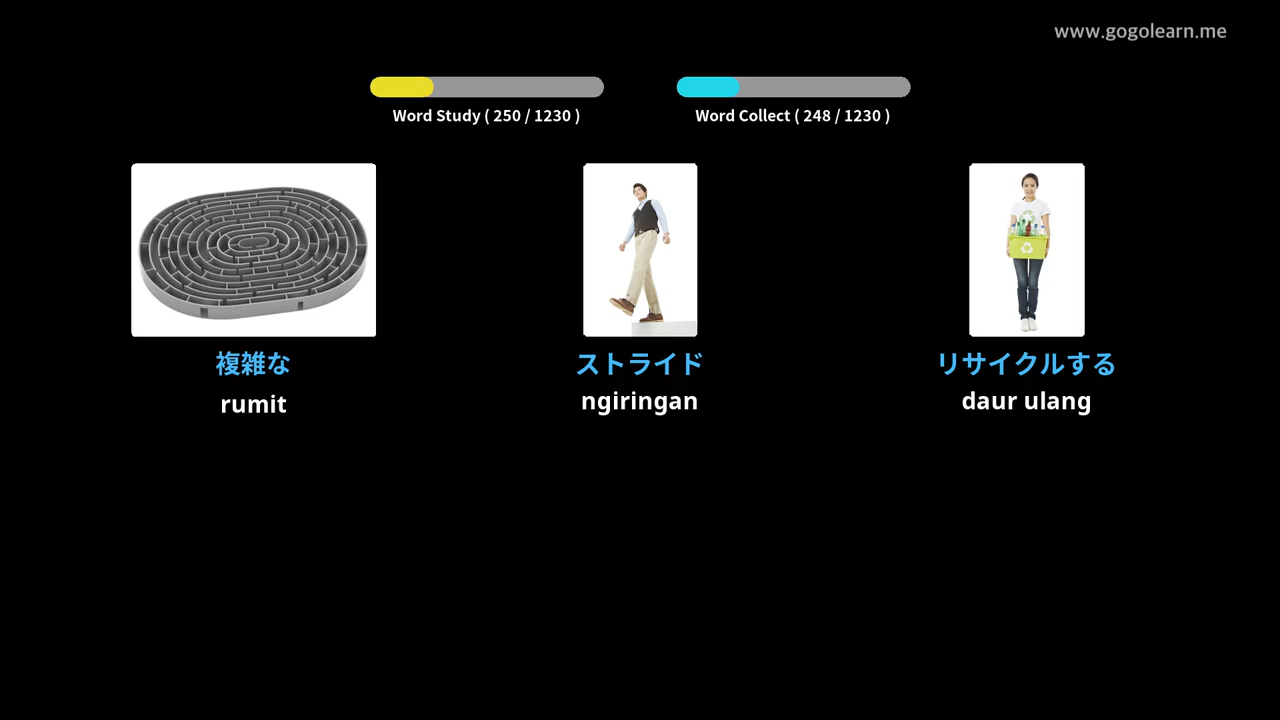 www.gogolearn.me
Word Study ( 250 / 1230 )
Word Collect ( 248 / 1230 )
複雑な
ストライド
リサイクルする
rumit
ngiringan
daur ulang